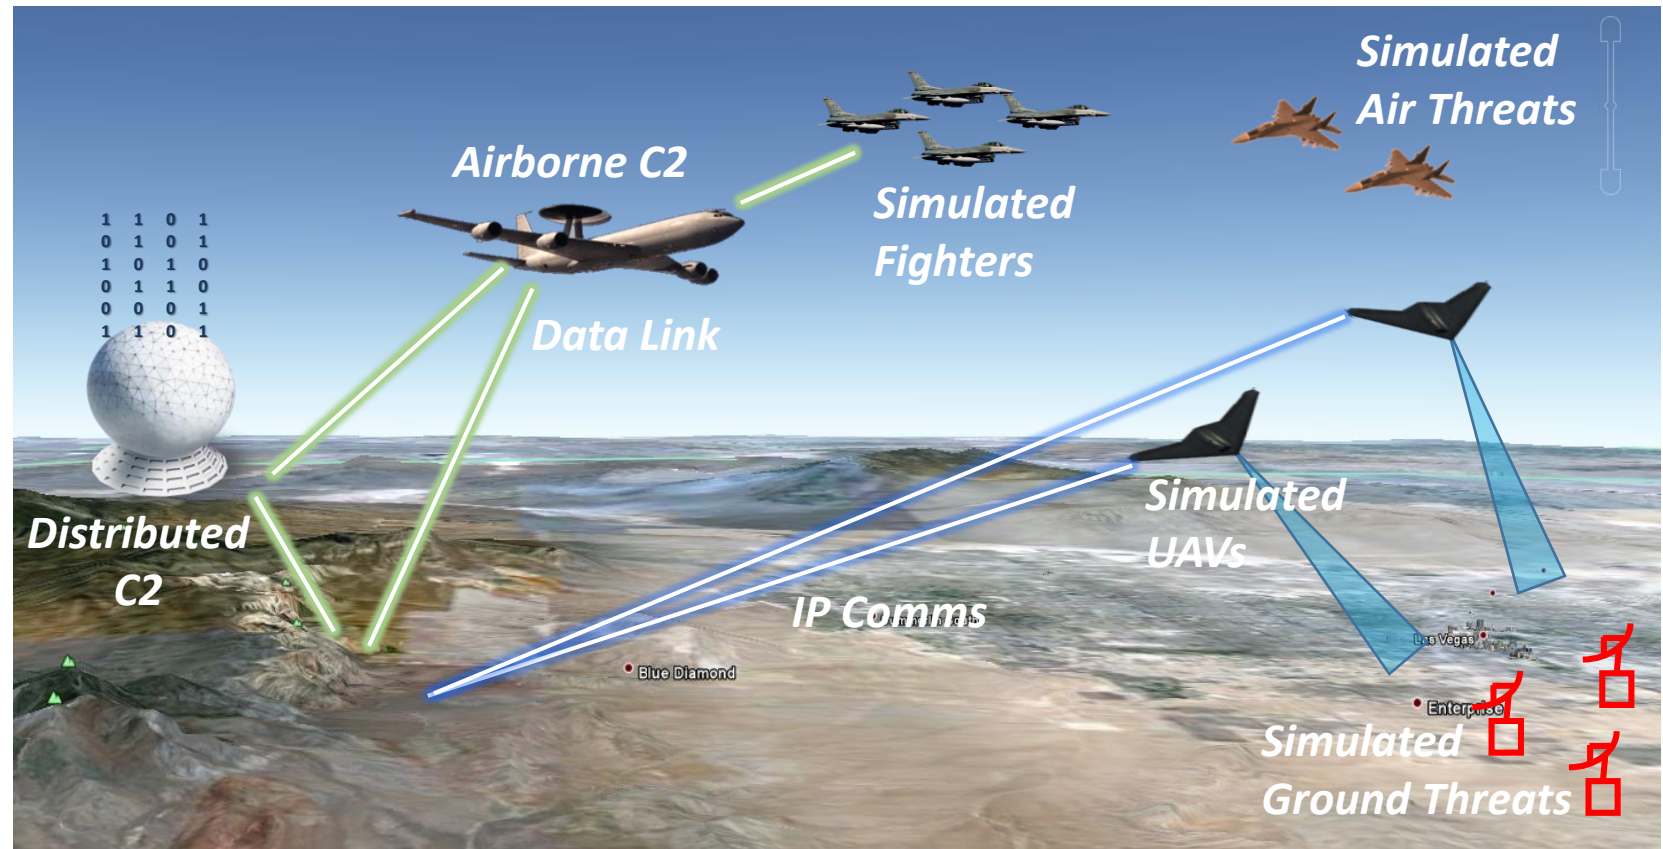 Simulated
Air Threats
Airborne C2
Simulated
Fighters
1 1 0 1
0 1 0 1
1 0 1 0
0 1 1 0
0 0 0 1
1 1 0 1
Data Link
Simulated
UAVs
Distributed
C2
IP Comms
Las Vegas
Blue Diamond
Enterprise
Simulated
Ground Threats